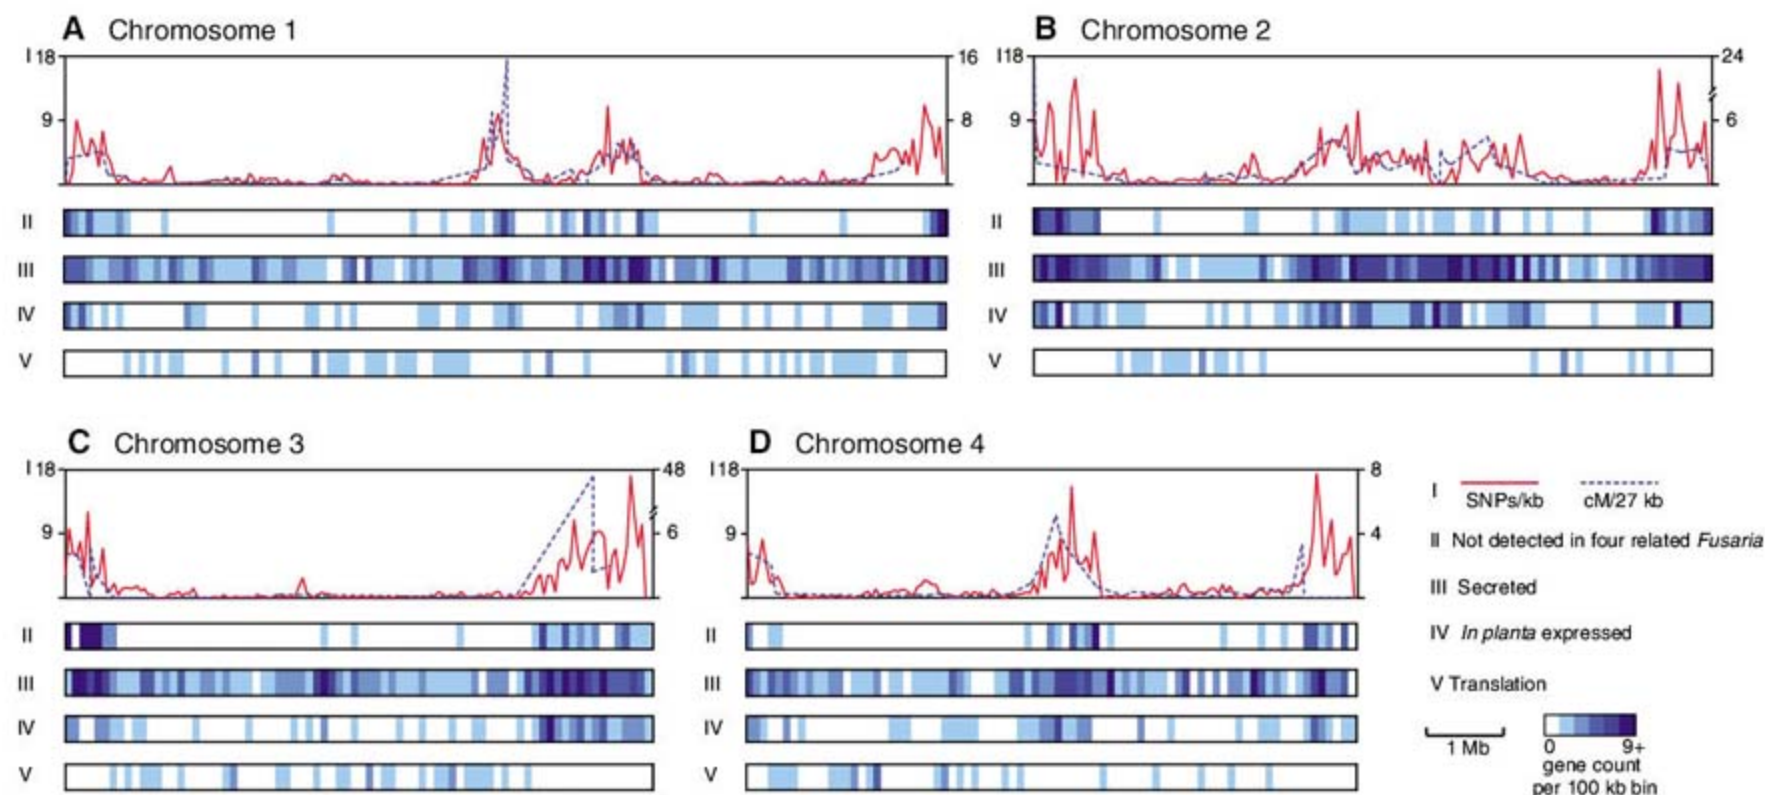 A Chromosome 1
I 18 16
9 8
II
III
IV
V
B Chromosome 2
I 18 24
9 6
II
III
IV
V
C Chromosome 3
I 18 48
9 6
II
III
IV
V
D Chromosome 4
I 18 8
9 4
II
III
IV
V
I SNPs/kb cM/27 kb
II Not detected in four related Fusaria
III Secreted
IV In planta expressed
V Translation
1 Mb
0 9+
gene count
per 100 kb bin